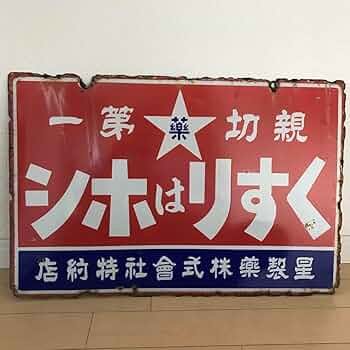 親切 藥 第一
くすりはホシ
星製藥株式會社特約店